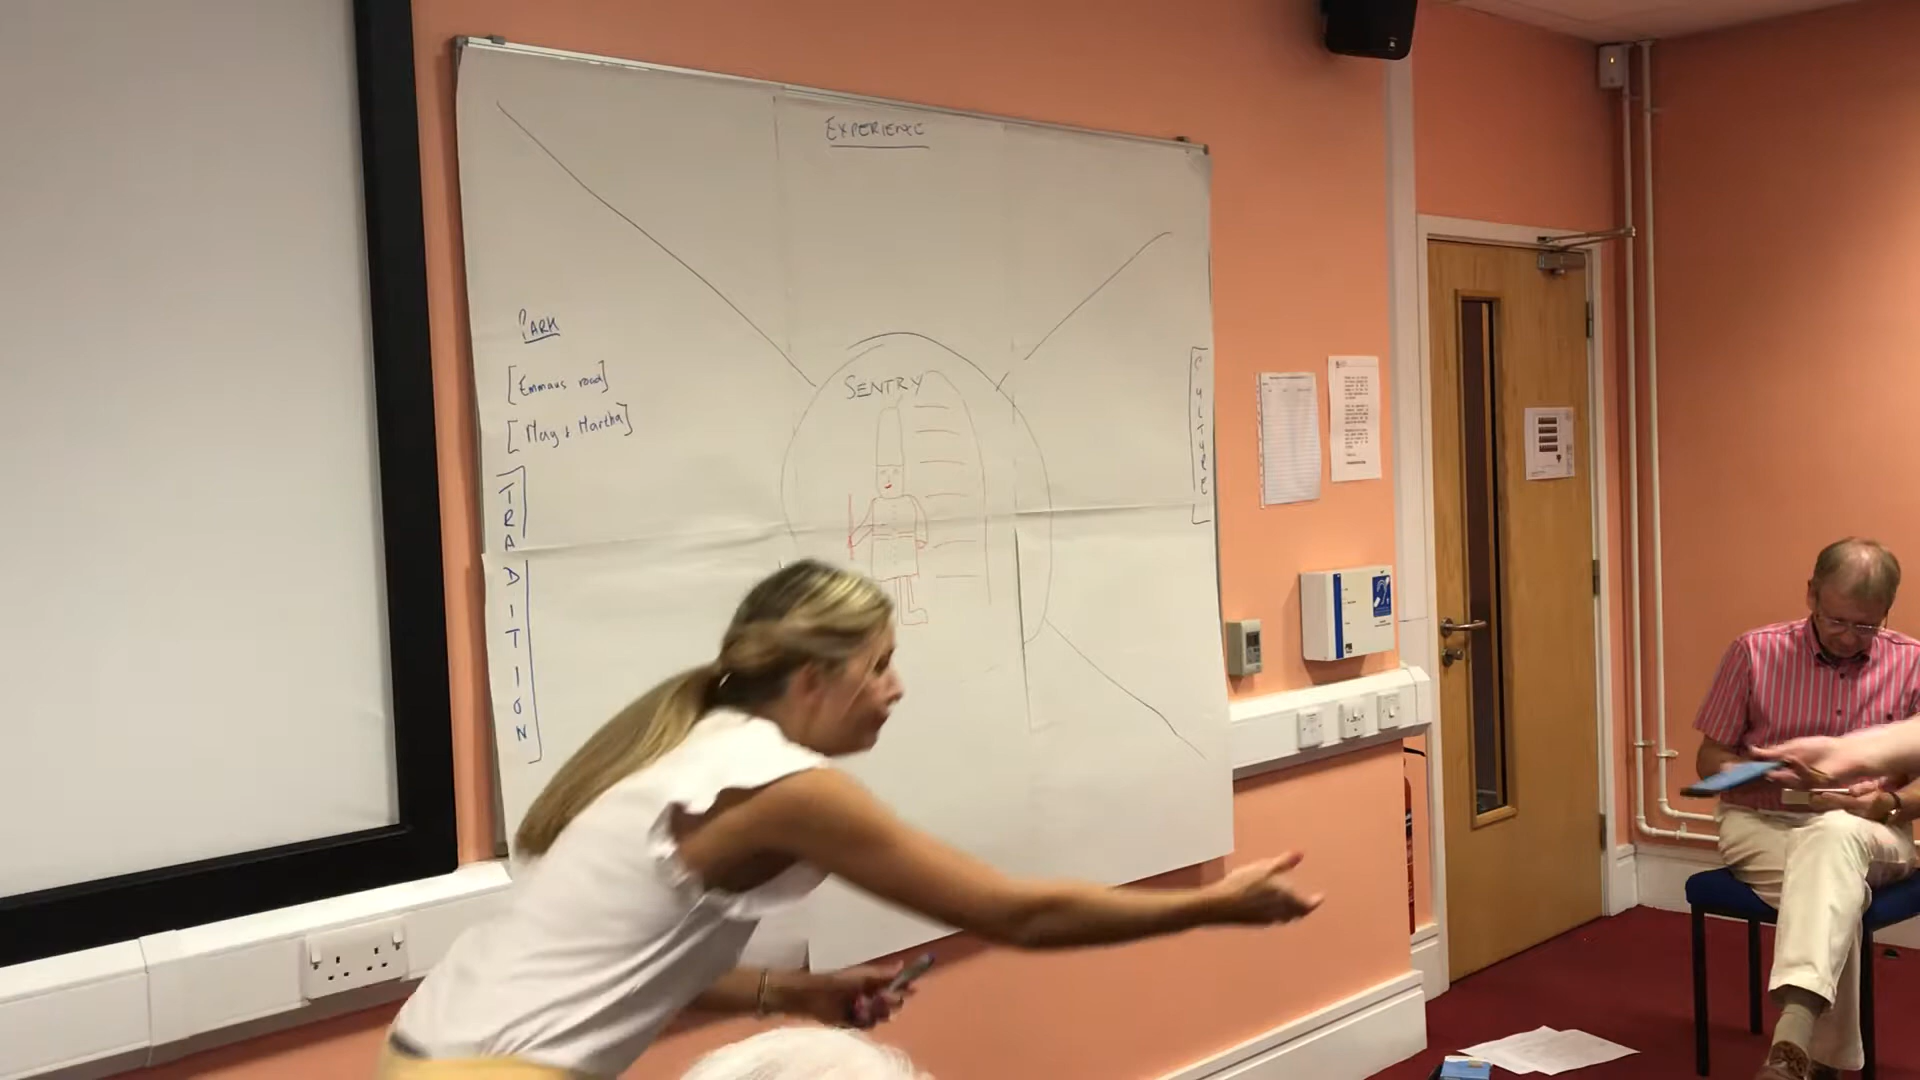 EXPERIENCE
PARK
[Emmaus road]
[Mary & Martha]
SENTRY
TRADITION
CULTURE